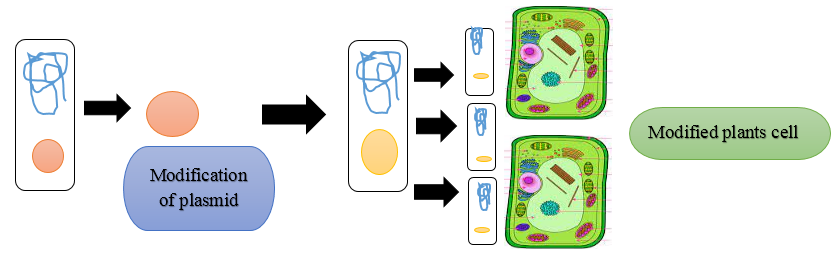 Modification
of plasmid
Modified plants cell